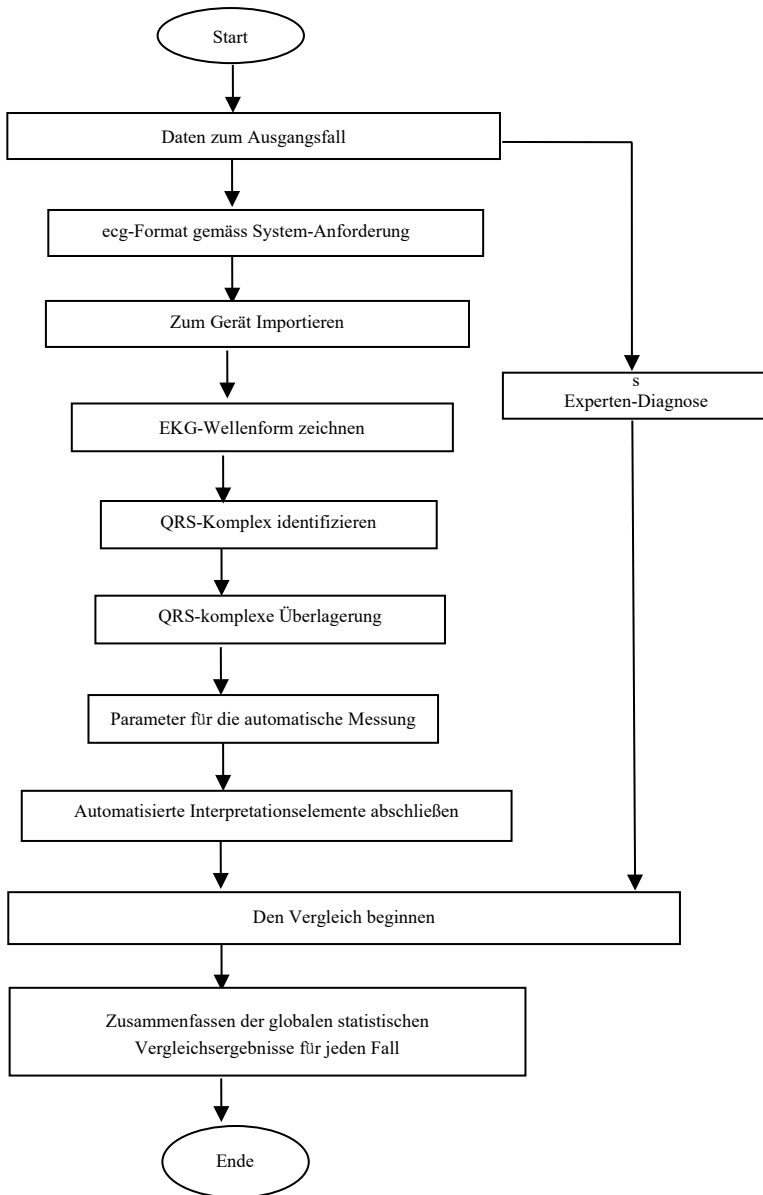 Start
Daten zum Ausgangsfall
ecg-Format gemäss System-Anforderung
Zum Gerät Importieren
s
Experten-Diagnose
EKG-Wellenform zeichnen
QRS-Komplex identifizieren
QRS-komplexe Überlagerung
Parameter für die automatische Messung
Automatisierte Interpretationselemente abschließen
Den Vergleich beginnen
Zusammenfassen der globalen statistischen
Vergleichsergebnisse für jeden Fall
Ende